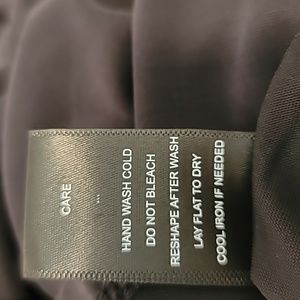 CARE
...
HAND WASH COLD
DO NOT BLEACH
RESHAPE AFTER WASH
LAY FLAT TO DRY
COOL IRON IF NEEDED